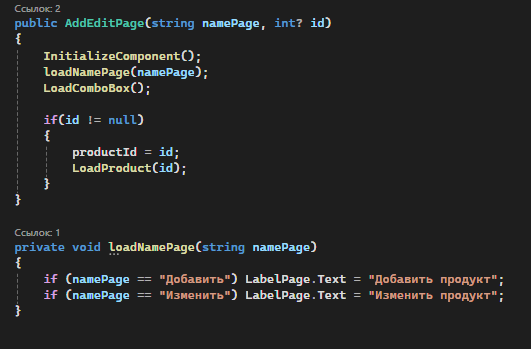 Ссылок: 2
public AddEditPage(string namePage, int? id)
{
InitializeComponent();
loadNamePage(namePage);
LoadComboBox();
if(id != null)
{
productId = id;
LoadProduct(id);
}
}
Ссылок: 1
private void loadNamePage(string namePage)
{
if (namePage == "Добавить") LabelPage.Text = "Добавить продукт";
if (namePage == "Изменить") LabelPage.Text = "Изменить продукт";
}